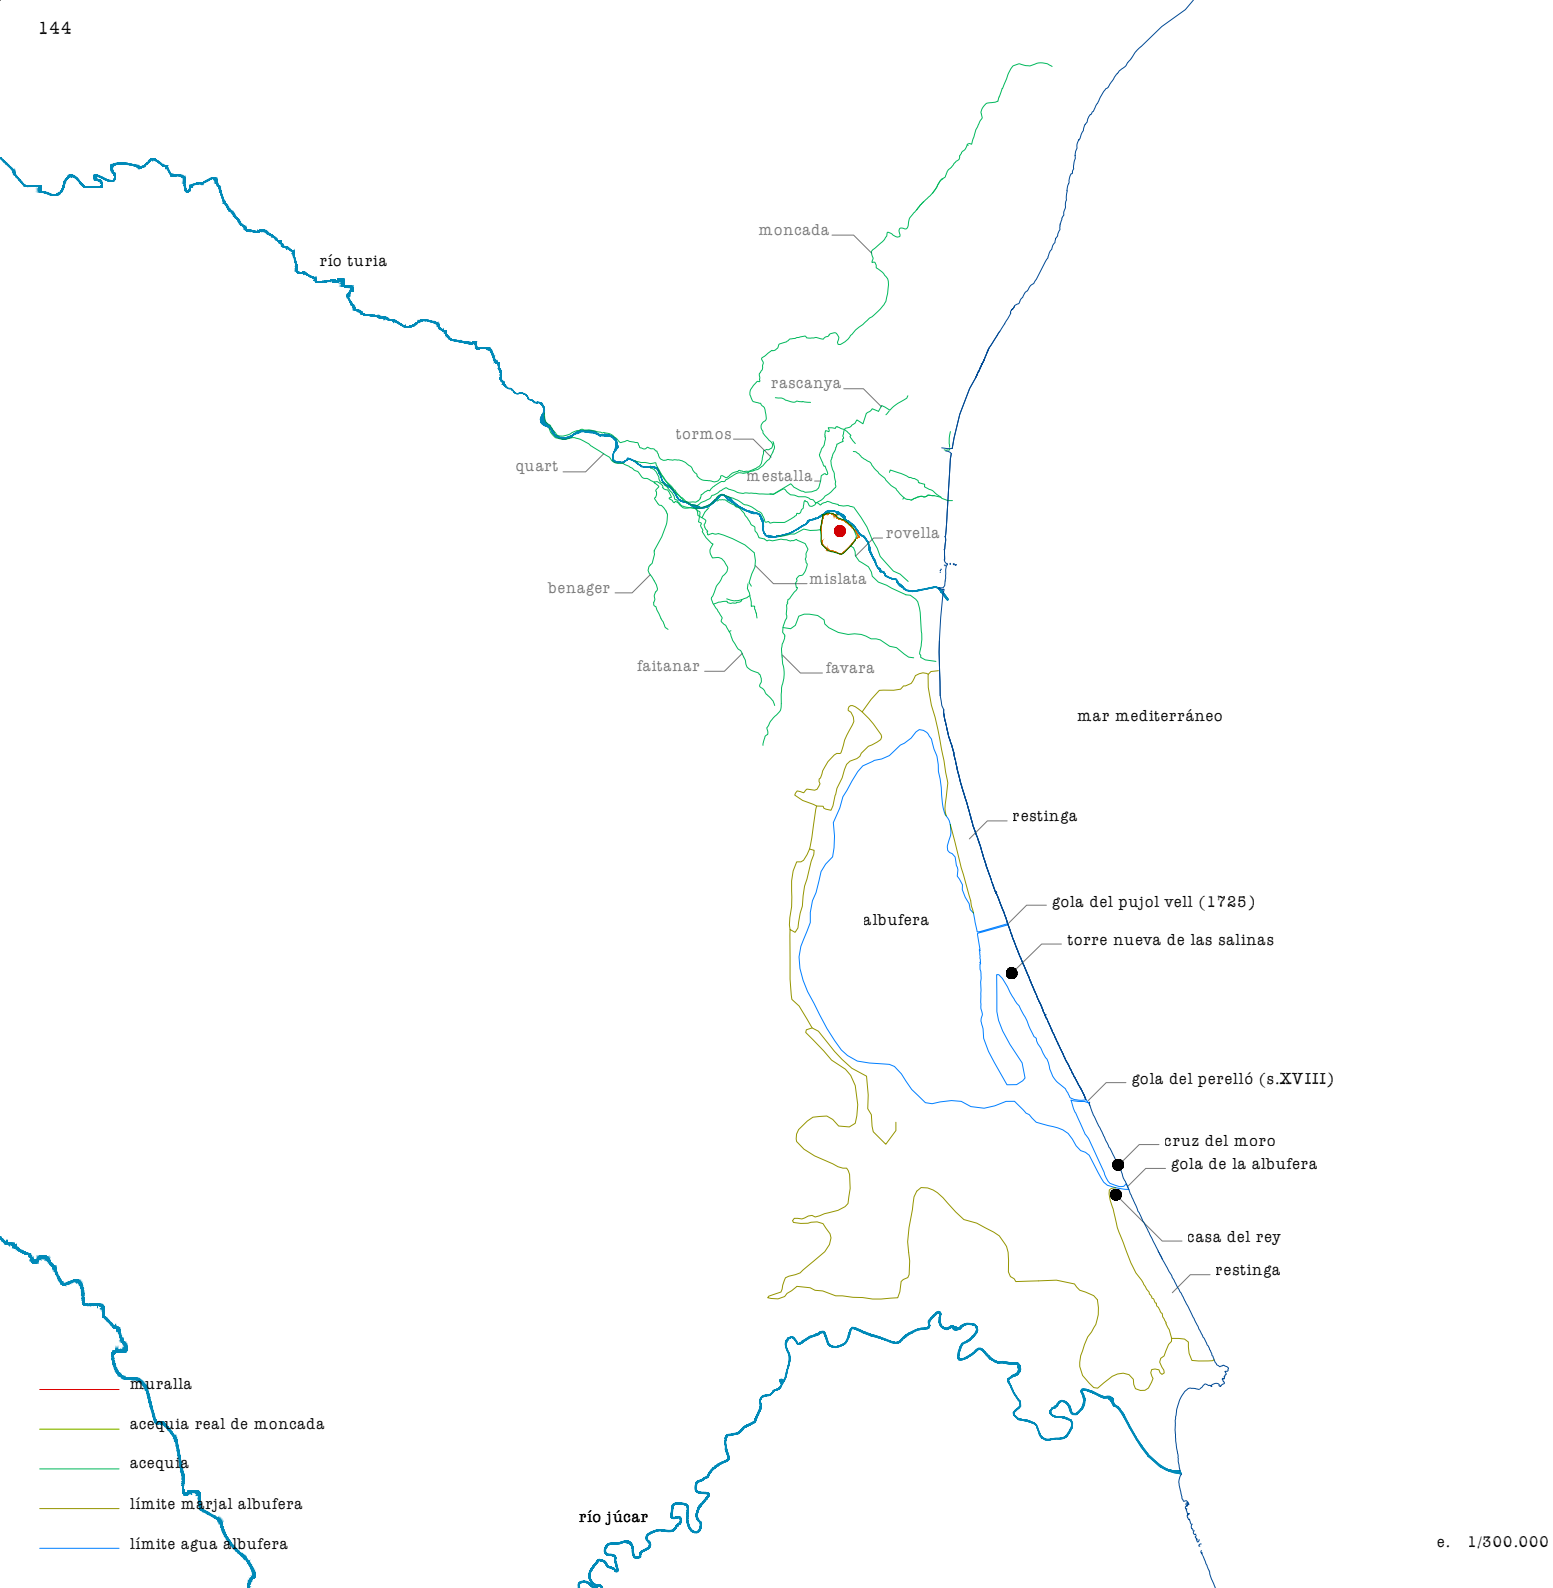 144
río turia
moncada
rascanya
tormos
quart
mestalla
rovella
mislata
benager
faitanar
favara
mar mediterráneo
restinga
gola del pujol vell (1725)
albufera
torre nueva de las salinas
gola del perelló (s.XVIII)
cruz del moro
gola de la albufera
casa del rey
restinga
muralla
acequia real de moncada
acequia
límite marjal albufera
río júcar
límite agua albufera
e. 1/300.000